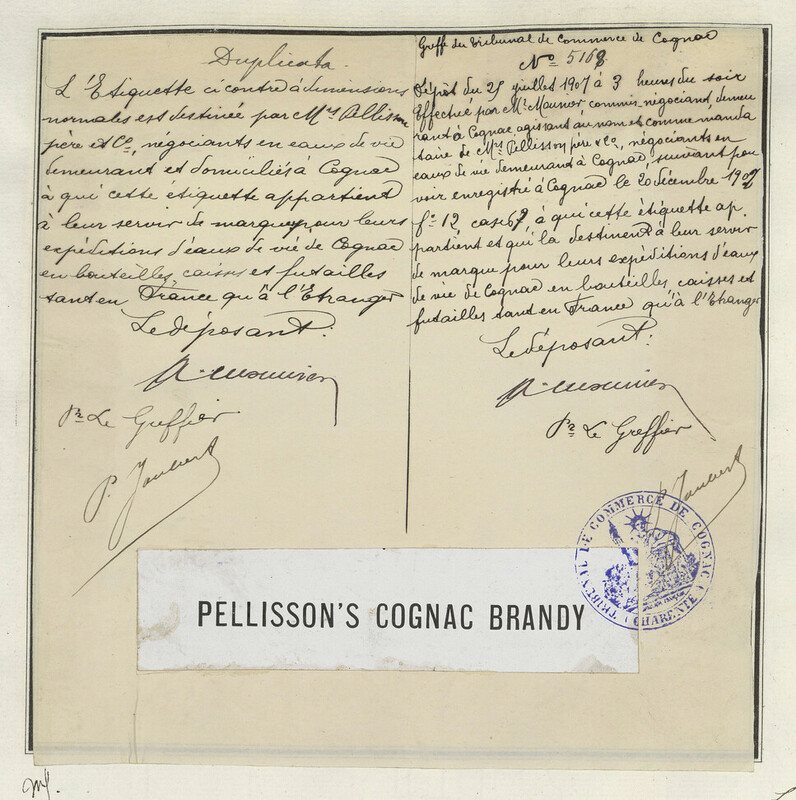 Duplicata.
L'Etiquette ci contre à dimensions
normales est destinée par Mrs Pellisson
père et Co, négociants en eaux de vie
demeurant et domiciliés à Cognac
à qui cette étiquette appartient
à leur servir de marque pour leurs
expéditions d'eaux de vie de Cognac
en bouteilles, caisses et futailles
tant en France qu'à l'Etranger
Le déposant:
Pr Le Greffier
P. Jaubert
Greffe du Tribunal de Commerce de Cognac
No 5168
Dépôt du 25 juillet 1907 à 3 heures du soir
Effectué par Mr Maunier commis-négociant, demeu
rant à Cognac, agissant au nom et comme manda
taire de Mrs Pellisson père & Co, négociants en
eaux de vie demeurant à Cognac, suivant pou
voir enregistré à Cognac le 20 décembre 1902
fo 12, case 67, à qui cette étiquette ap.
partient et qui la destinent à leur servir
de marque pour leurs expéditions d'eaux
de vie de Cognac en bouteilles, caisses et
futailles tant en France qu'à l'Etranger
Le déposant:
Pr Le Greffier
P. Jaubert
TRIBUNAL DE COMMERCE DE COGNAC
(CHARENTE)
PELLISSON'S COGNAC BRANDY